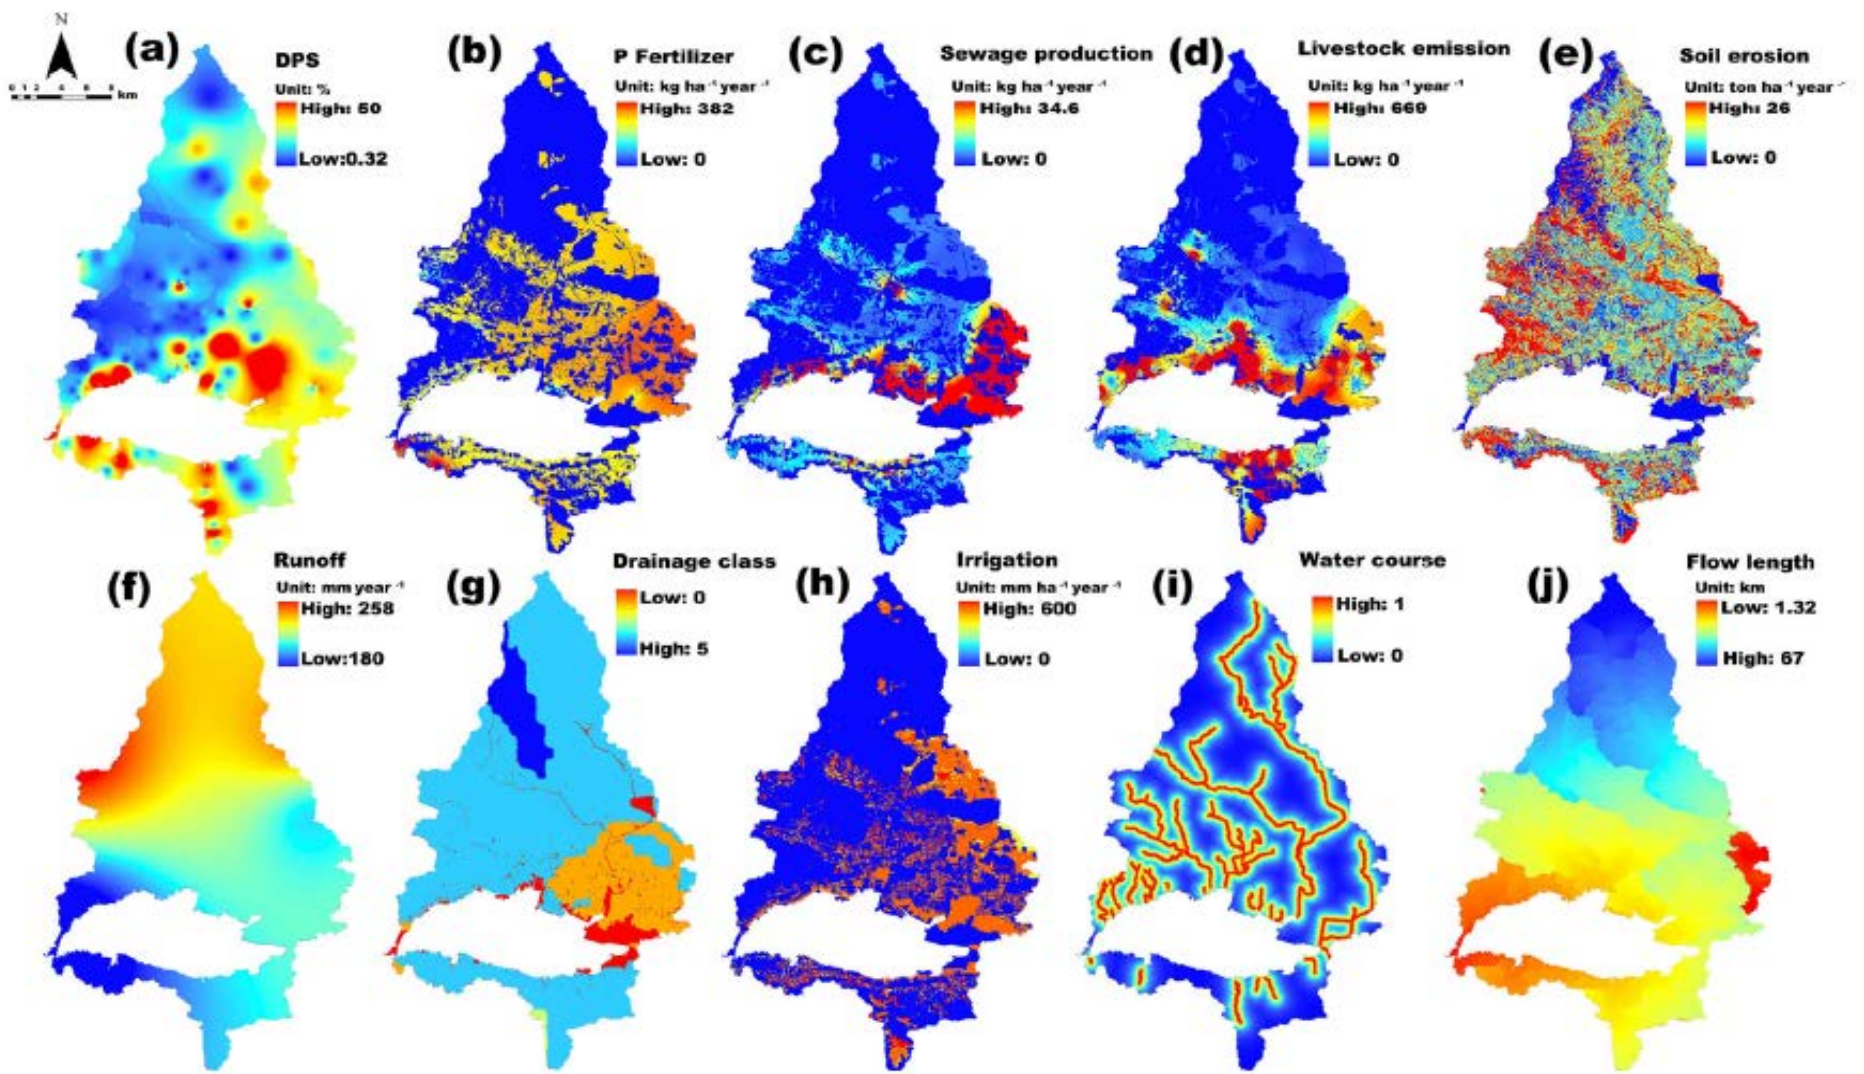 N
0 1 2 4 6 8 km
(a) DPS
Unit: %
High: 50
Low:0.32
(b) P Fertilizer
Unit: kg ha⁻¹ year⁻¹
High: 382
Low: 0
(c) Sewage production
Unit: kg ha⁻¹ year⁻¹
High: 34.6
Low: 0
(d) Livestock emission
Unit: kg ha⁻¹ year⁻¹
High: 669
Low: 0
(e) Soil erosion
Unit: ton ha⁻¹ year⁻
High: 26
Low: 0
(f) Runoff
Unit: mm year⁻¹
High: 258
Low:180
(g) Drainage class
Low: 0
High: 5
(h) Irrigation
Unit: mm ha⁻¹ year⁻¹
High: 600
Low: 0
(i) Water course
High: 1
Low: 0
(j) Flow length
Unit: km
Low: 1.32
High: 67